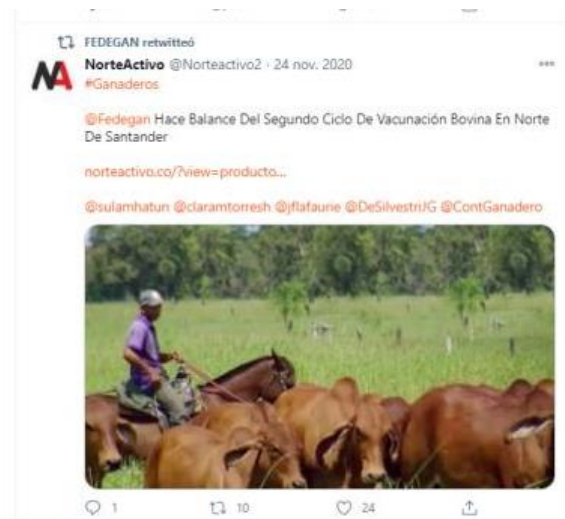 FEDEGAN retwitteó
NorteActivo @Norteactivo2 · 24 nov. 2020
NA
#Ganaderos
@Fedegan Hace Balance Del Segundo Ciclo De Vacunación Bovina En Norte
De Santander
norteactivo.co/?view=producto...
@sulamhatun @claramtorresh @jflafaurie @DeSilvestriJG @ContGanadero
1 10 24